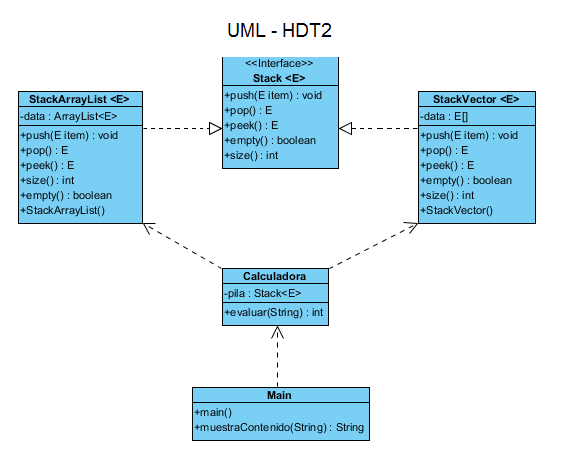 UML - HDT2
<<Interface>>
Stack <E>
+push(E item) : void
+pop() : E
+peek() : E
+empty() : boolean
+size() : int
StackArrayList <E>
-data : ArrayList<E>
+push(E item) : void
+pop() : E
+peek() : E
+size() : int
+empty() : boolean
+StackArrayList()
StackVector <E>
-data : E[]
+push(E item) : void
+pop() : E
+peek() : E
+empty() : boolean
+size() : int
+StackVector()
Calculadora
-pila : Stack<E>
+evaluar(String) : int
Main
+main()
+muestraContenido(String) : String